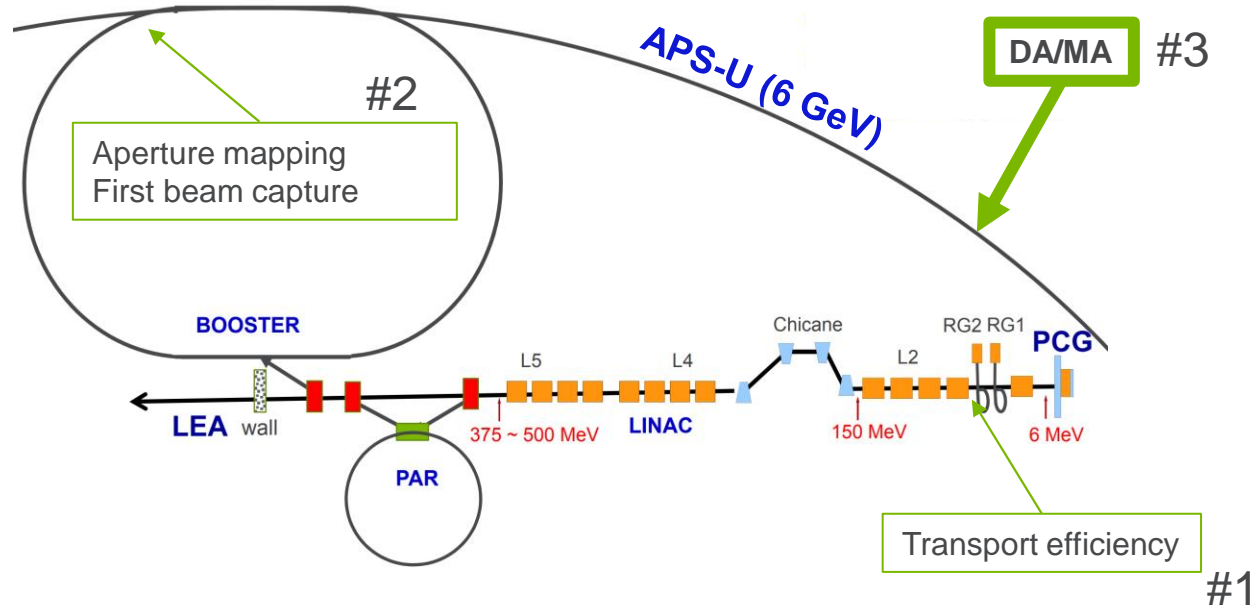 DA/MA
#3
APS-U (6 GeV)
#2
Aperture mapping
First beam capture
BOOSTER
Chicane
RG2 RG1
PCG
L5
L4
L2
LEA
wall
375 ~ 500 MeV
LINAC
150 MeV
6 MeV
PAR
Transport efficiency
#1